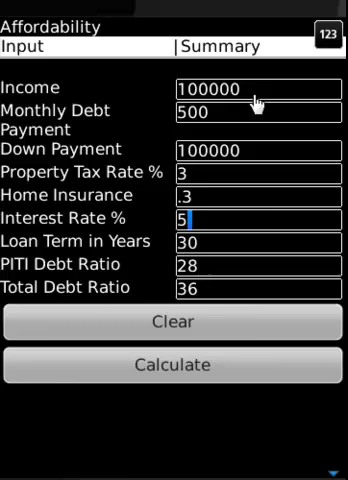 Affordability
123
Input | Summary
Income 100000
Monthly Debt Payment 500
Down Payment 100000
Property Tax Rate % 3
Home Insurance .3
Interest Rate % 5
Loan Term in Years 30
PITI Debt Ratio 28
Total Debt Ratio 36
Clear
Calculate